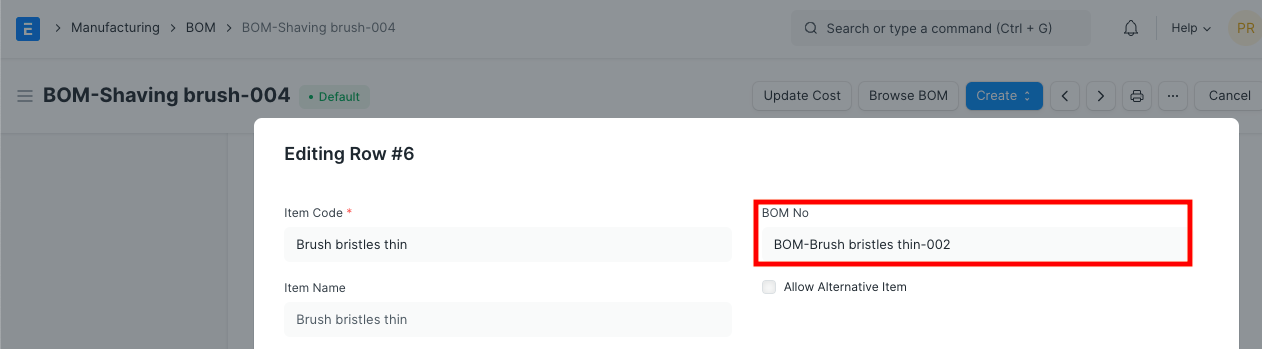 E Manufacturing BOM BOM-Shaving brush-004 Search or type a command (Ctrl + G) Help PR
BOM-Shaving brush-004 • Default Update Cost Browse BOM Create ··· Cancel
Editing Row #6
Item Code *
Brush bristles thin
BOM No
BOM-Brush bristles thin-002
Allow Alternative Item
Item Name
Brush bristles thin